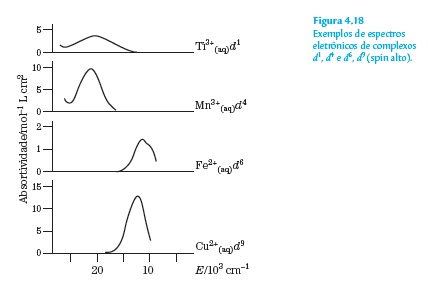 Figura 4.18
Exemplos de espectros
eletrônicos de complexos
d¹, d⁴ e d⁶, d⁹ (spin alto).
Absortividade/mol⁻¹ L cm²
5
0
Ti³⁺(aq)d¹
10
5
0
Mn³⁺(aq)d⁴
2
1
0
Fe²⁺(aq)d⁶
15
10
5
0
Cu²⁺(aq)d⁹
20 10 E/10³ cm⁻¹